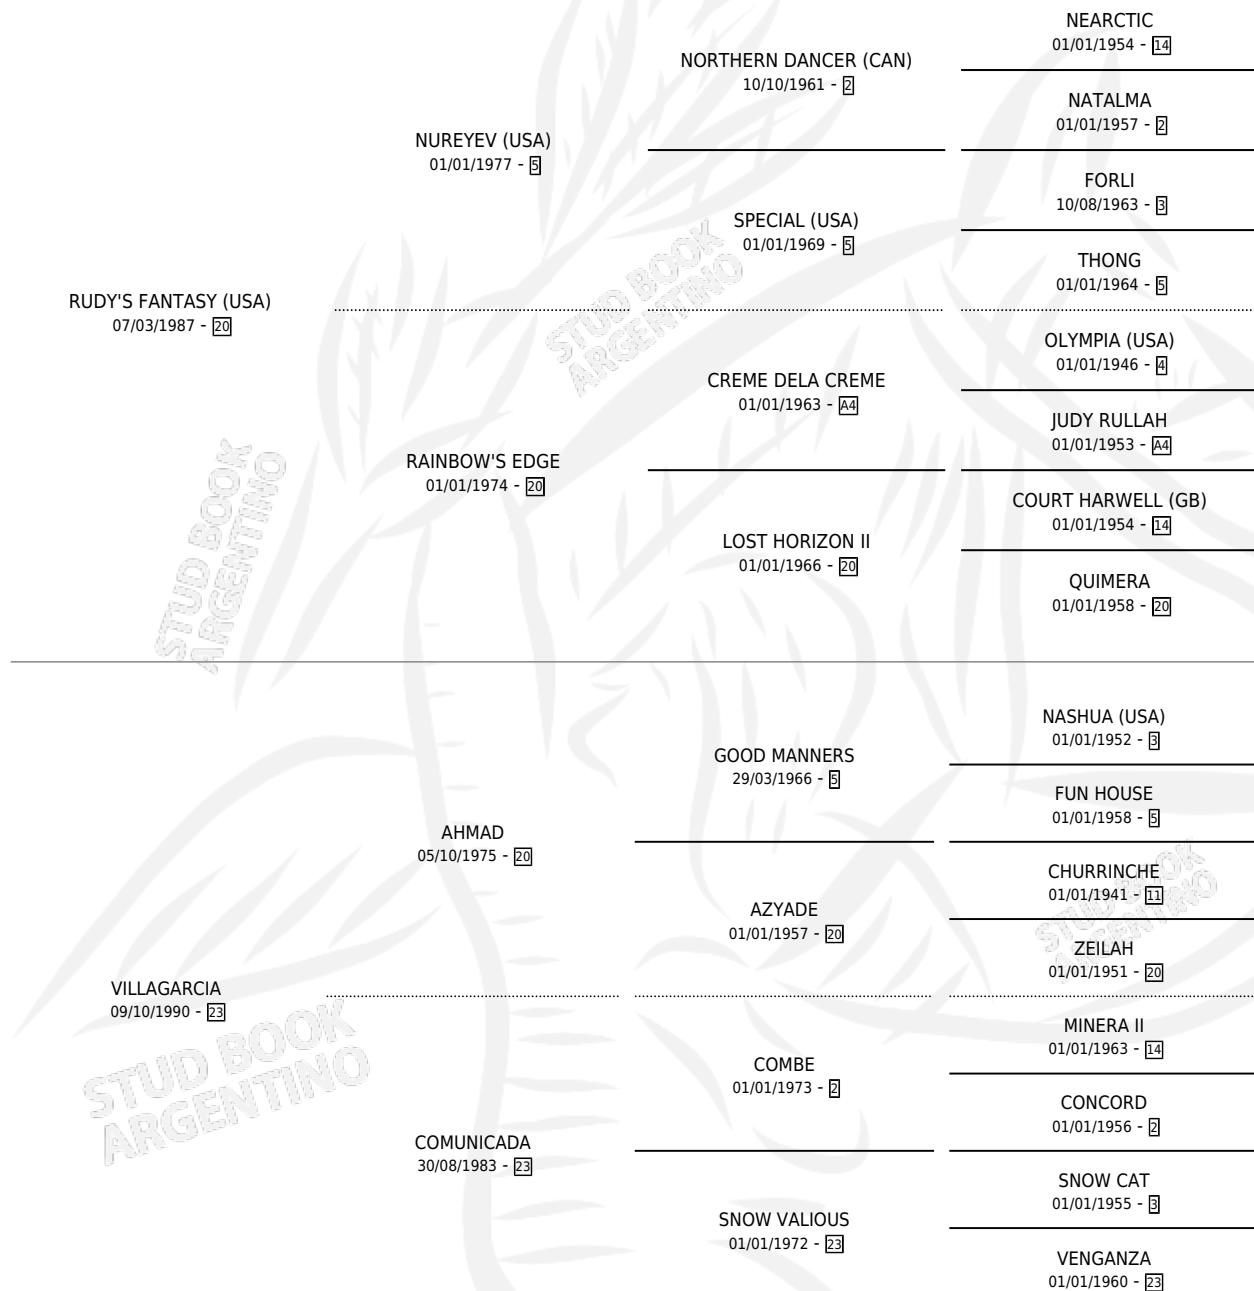 NEARCTIC
01/01/1954 - 14
NORTHERN DANCER (CAN)
10/10/1961 - 2
NATALMA
01/01/1957 - 2
NUREYEV (USA)
01/01/1977 - 5
FORLI
10/08/1963 - 3
SPECIAL (USA)
01/01/1969 - 5
THONG
01/01/1964 - 5
RUDY'S FANTASY (USA)
07/03/1987 - 20
OLYMPIA (USA)
01/01/1946 - 4
CREME DELA CREME
01/01/1963 - A4
JUDY RULLAH
01/01/1953 - A4
RAINBOW'S EDGE
01/01/1974 - 20
COURT HARWELL (GB)
01/01/1954 - 14
LOST HORIZON II
01/01/1966 - 20
QUIMERA
01/01/1958 - 20
NASHUA (USA)
01/01/1952 - 3
GOOD MANNERS
29/03/1966 - 5
FUN HOUSE
01/01/1958 - 5
AHMAD
05/10/1975 - 20
CHURRINCHE
01/01/1941 - 11
AZYADE
01/01/1957 - 20
ZEILAH
01/01/1951 - 20
VILLAGARCIA
09/10/1990 - 23
MINERA II
01/01/1963 - 14
COMBE
01/01/1973 - 2
CONCORD
01/01/1956 - 2
COMUNICADA
30/08/1983 - 23
SNOW CAT
01/01/1955 - 3
SNOW VALIOUS
01/01/1972 - 23
VENGANZA
01/01/1960 - 23
STUD BOOK
ARGENTINO
STUD BOOK
ARGENTINO
STUD BOOK
ARGENTINO
STUD BOOK
ARGENTINO